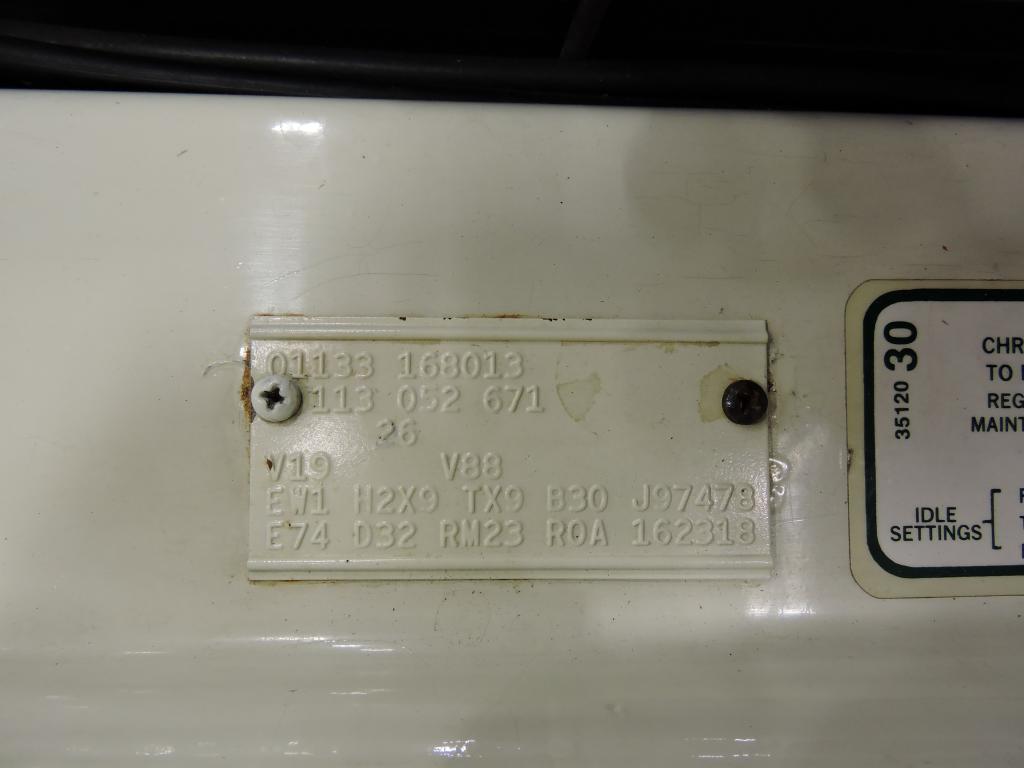 01133 168013
113 052 671
26
V19 V88
EW1 H2X9 TX9 B30 J97478
E74 D32 RM23 R0A 162318
35120 30
CHR
TO
REG
MAINT
IDLE
SETTINGS